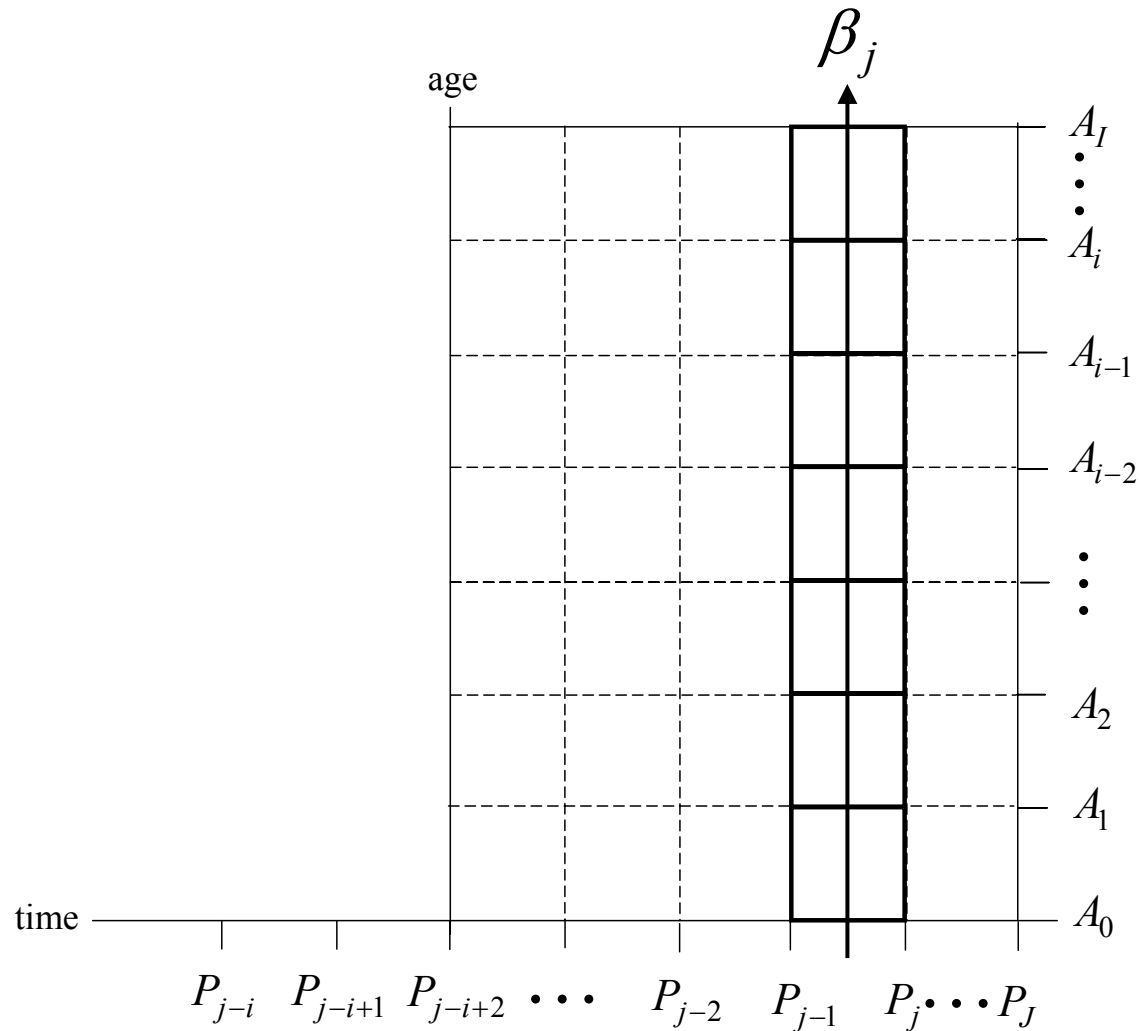 β_j
age
A_I
⋮
A_i
A_{i−1}
A_{i−2}
⋮
A_2
A_1
time
A_0
P_{j−i} P_{j−i+1} P_{j−i+2} ⋯ P_{j−2} P_{j−1} P_j ⋯ P_J